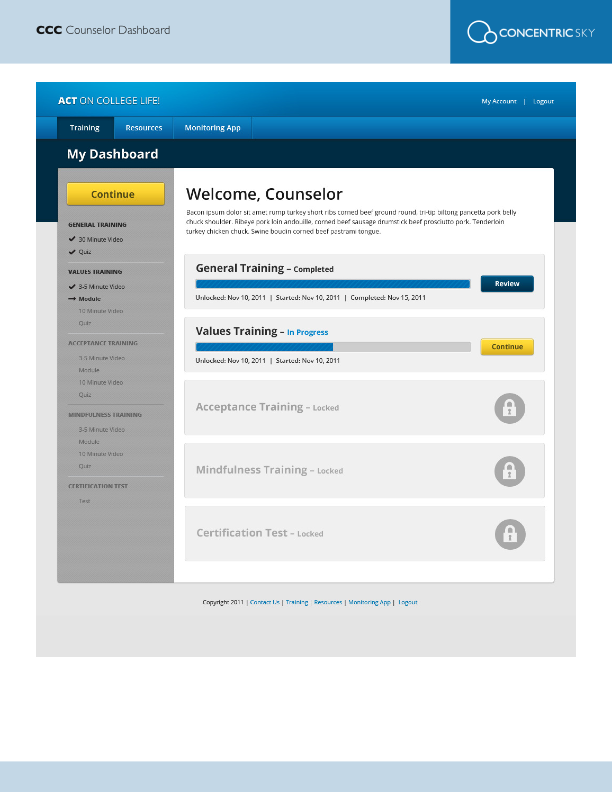 CCC Counselor Dashboard
CONCENTRIC SKY
ACT ON COLLEGE LIFE!
My Account | Logout
Training Resources Monitoring App
My Dashboard
Continue
GENERAL TRAINING
30 Minute Video
Quiz
VALUES TRAINING
3-5 Minute Video
Module
10 Minute Video
Quiz
ACCEPTANCE TRAINING
3-5 Minute Video
Module
10 Minute Video
Quiz
MINDFULNESS TRAINING
3-5 Minute Video
Module
10 Minute Video
Quiz
CERTIFICATION TEST
Test
Welcome, Counselor
Bacon ipsum dolor sit amet rump turkey short ribs corned beef ground round, tri-tip biltong pancetta pork belly
chuck shoulder. Ribeye pork loin andouille, corned beef sausage drumstick beef prosciutto pork. Tenderloin
turkey chicken chuck. Swine boudin corned beef pastrami tongue.
General Training – Completed
Review
Unlocked: Nov 10, 2011 | Started: Nov 10, 2011 | Completed: Nov 15, 2011
Values Training – In Progress
Continue
Unlocked: Nov 10, 2011 | Started: Nov 10, 2011
Acceptance Training – Locked
Mindfulness Training – Locked
Certification Test – Locked
Copyright 2011 | Contact Us | Training | Resources | Monitoring App | Logout